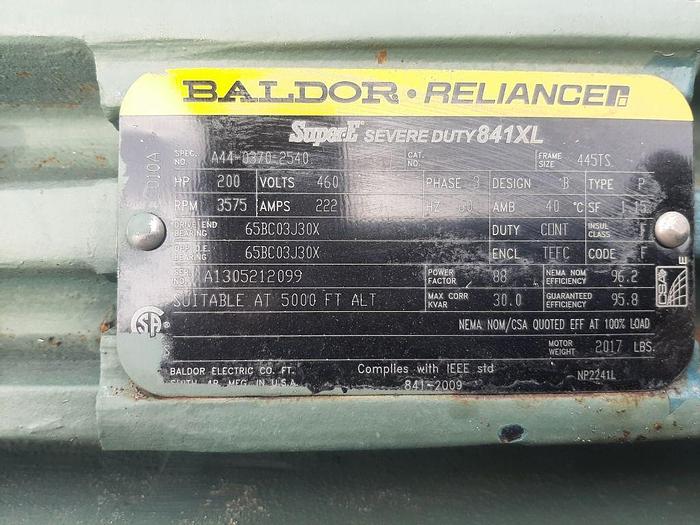 BALDOR · RELIANCE
Super-E SEVERE DUTY 841XL
SPEC. NO. A44-0370-2540 CAT. NO. FRAME SIZE 445TS
HP 200 VOLTS 460 PHASE 3 DESIGN B TYPE P
RPM 3575 AMPS 222 HZ 60 AMB 40 °C SF 1.15
DRIVE END BEARING 65BC03J30X DUTY CONT INSUL CLASS F
OPP D.E. BEARING 65BC03J30X ENCL TEFC CODE
SER. NO. A1305212099 POWER FACTOR 88 NEMA NOM EFFICIENCY 96.2
SUITABLE AT 5000 FT ALT MAX CORR KVAR 30.0 GUARANTEED EFFICIENCY 95.8
NEMA NOM/CSA QUOTED EFF AT 100% LOAD
MOTOR WEIGHT 2017 LBS.
BALDOR ELECTRIC CO. FT. SMITH, AR. MFG. IN U.S.A.
Complies with IEEE std 841-2009
NP2241L